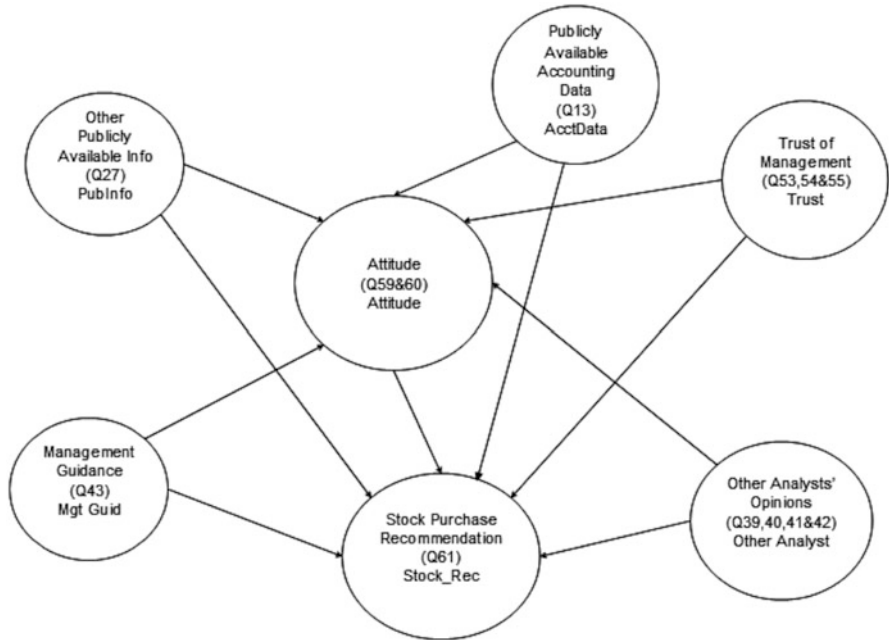 Publicly
Available
Accounting
Data
(Q13)
AcctData
Other
Publicly
Available Info
(Q27)
PubInfo
Trust of
Management
(Q53,54&55)
Trust
Attitude
(Q59&60)
Attitude
Management
Guidance
(Q43)
Mgt Guid
Stock Purchase
Recommendation
(Q61)
Stock_Rec
Other Analysts'
Opinions
(Q39,40,41&42)
Other Analyst